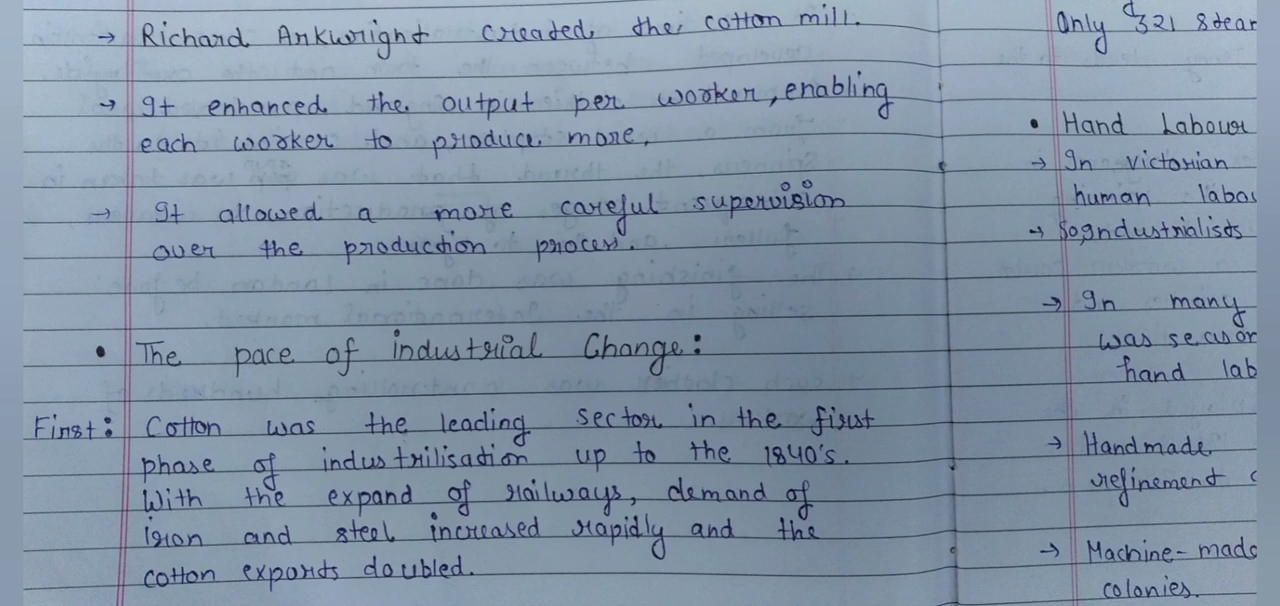 → Richard Arkwright created the cotton mill.
→ It enhanced the output per worker, enabling
each worker to produce more.
→ It allowed a more careful supervision
over the production process.
• The pace of industrial Change:
First: Cotton was the leading sector in the first
phase of industrilisation up to the 1840's.
With the expand of railways, demand of
iron and steel increased rapidly and the
cotton exports doubled.
Only 321 stear
• Hand Labour
→ In victorian
human labou
→ So industrialists
→ In many
was season
hand lab
→ Handmade
refinement
→ Machine-made
colonies.